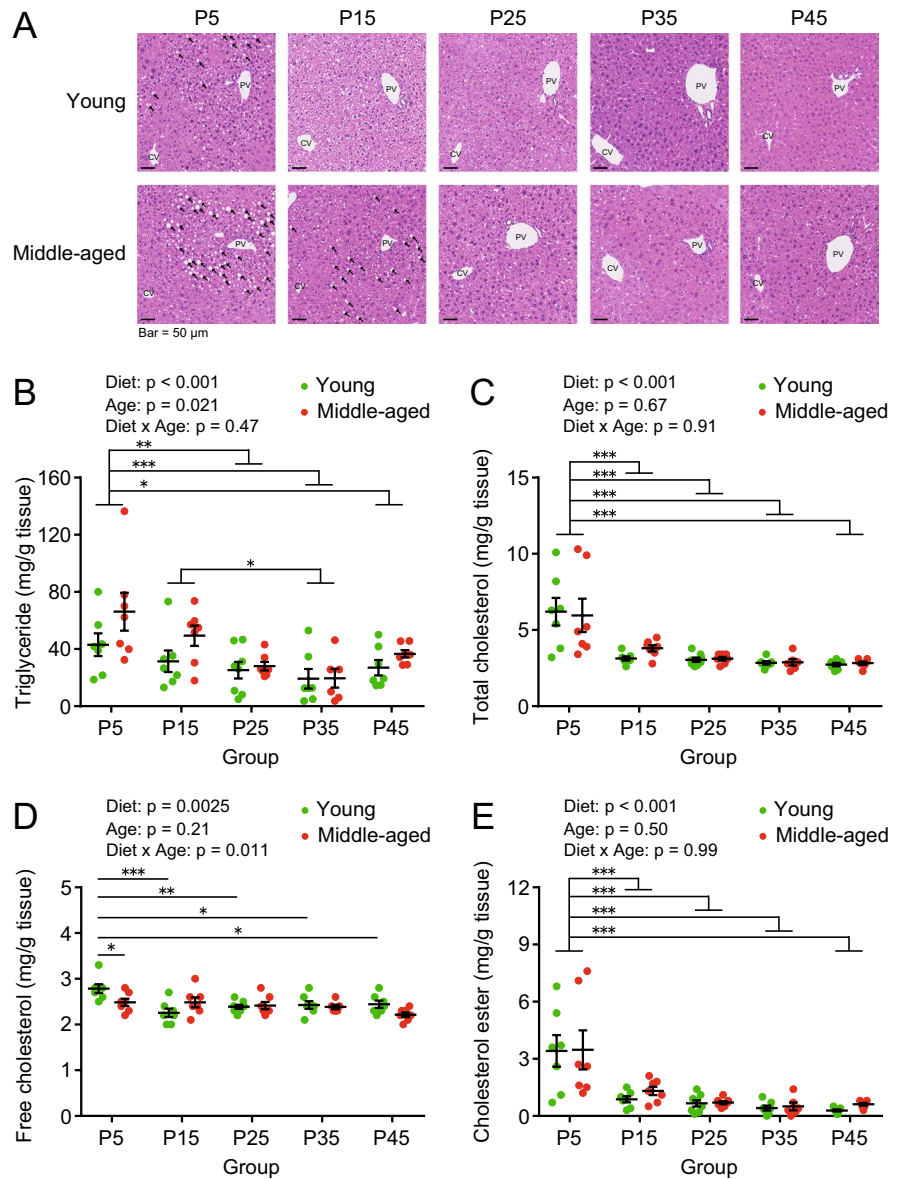 A
P5 P15 P25 P35 P45
Young
PV
CV
PV
CV
PV
CV
PV
CV
PV
CV
Middle-aged
PV
CV
PV
CV
PV
CV
PV
CV
PV
CV
Bar = 50 μm
B
Diet: p < 0.001
Age: p = 0.021
Diet x Age: p = 0.47
Young
Middle-aged
**
***
*
*
Triglyceride (mg/g tissue)
160
120
80
40
0
P5 P15 P25 P35 P45
Group
C
Diet: p < 0.001
Age: p = 0.67
Diet x Age: p = 0.91
Young
Middle-aged
***
***
***
***
Total cholesterol (mg/g tissue)
15
10
5
0
P5 P15 P25 P35 P45
Group
D
Diet: p = 0.0025
Age: p = 0.21
Diet x Age: p = 0.011
Young
Middle-aged
***
**
*
*
*
Free cholesterol (mg/g tissue)
5
4
3
2
1
0
P5 P15 P25 P35 P45
Group
E
Diet: p < 0.001
Age: p = 0.50
Diet x Age: p = 0.99
Young
Middle-aged
***
***
***
***
Cholesterol ester (mg/g tissue)
12
9
6
3
0
P5 P15 P25 P35 P45
Group